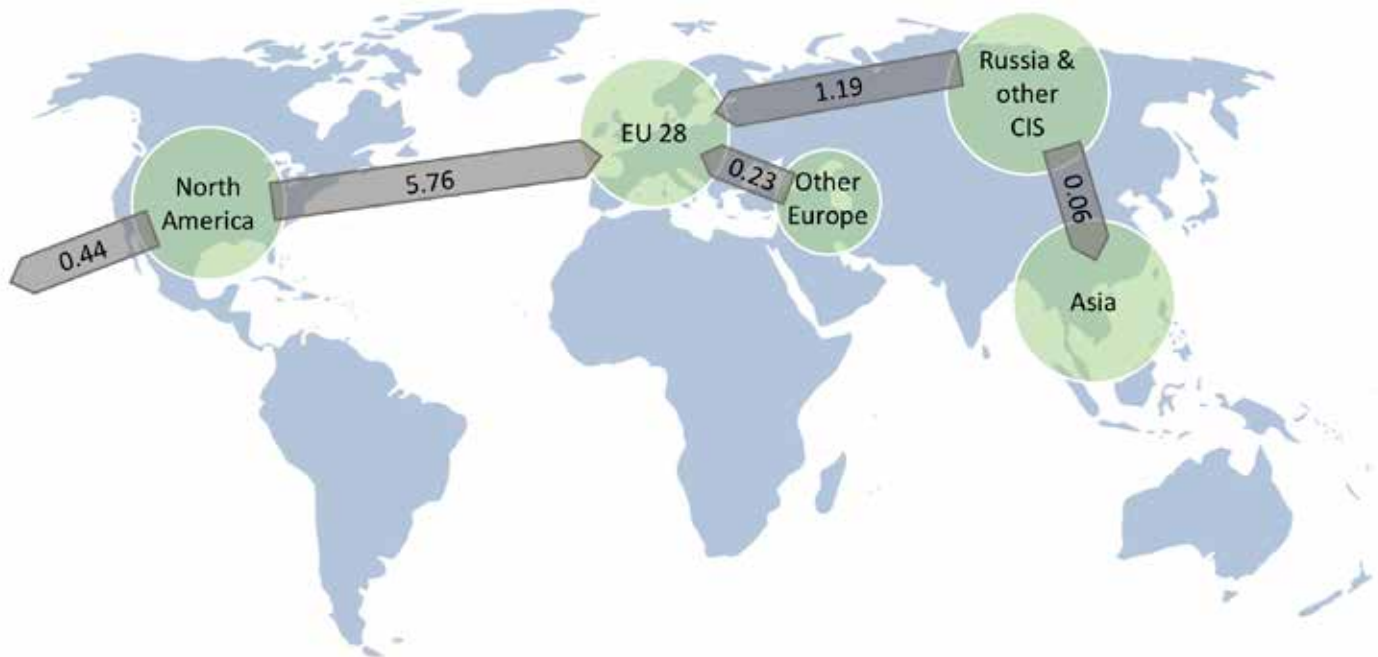 Russia &
other
CIS
1.19
EU 28
0.23
Other
Europe
5.76
North
America
0.44
0.06
Asia